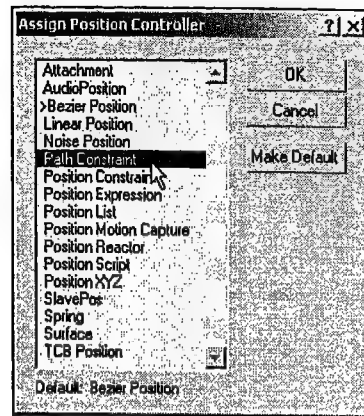 Assign Position Controller
Attachment
AudioPosition
>Bezier Position
Linear Position
Noise Position
Path Constraint
Position Constraint
Position Expression
Position List
Position Motion Capture
Position Reactor
Position Script
Position XYZ
SlavePos
Spring
Surface
TCB Position
OK
Cancel
Make Default
Default: Bezier Position